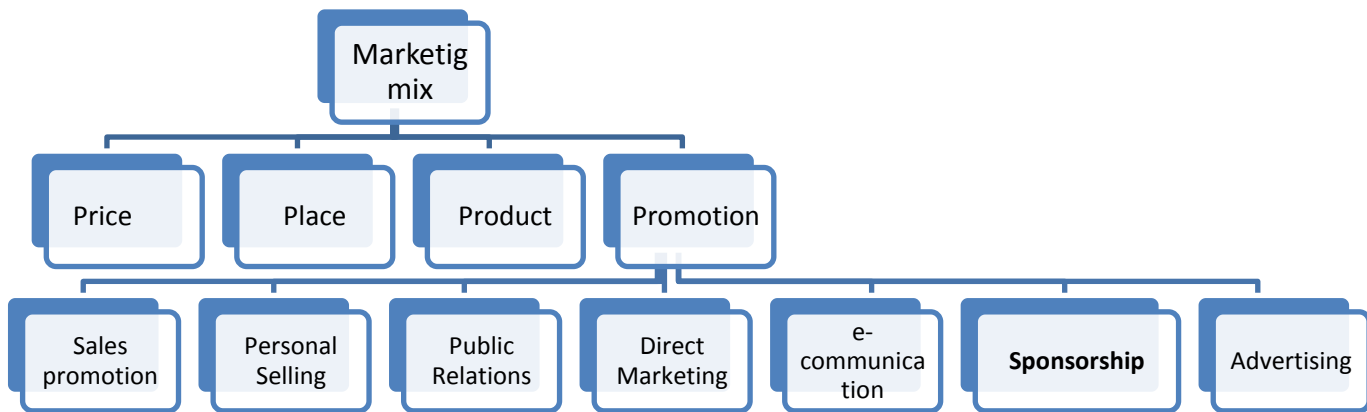 Marketig
mix
Price
Place
Product
Promotion
Sales
promotion
Personal
Selling
Public
Relations
Direct
Marketing
e-
communica
tion
Sponsorship
Advertising